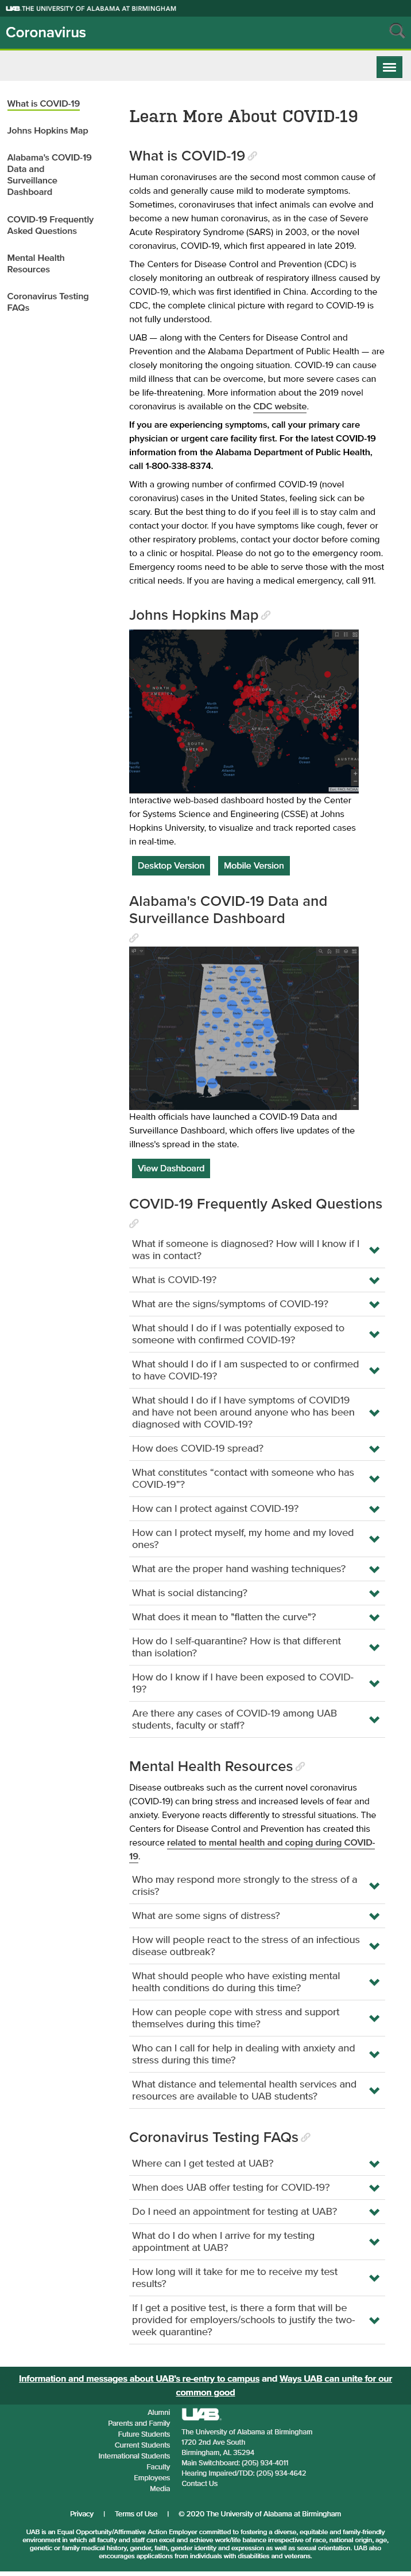 UAB THE UNIVERSITY OF ALABAMA AT BIRMINGHAM
Coronavirus
What is COVID-19
Johns Hopkins Map
Alabama's COVID-19
Data and
Surveillance
Dashboard
COVID-19 Frequently
Asked Questions
Mental Health
Resources
Coronavirus Testing
FAQs
Learn More About COVID-19
What is COVID-19
Human coronaviruses are the second most common cause of
colds and generally cause mild to moderate symptoms.
Sometimes, coronaviruses that infect animals can evolve and
become a new human coronavirus, as in the case of Severe
Acute Respiratory Syndrome (SARS) in 2003, or the novel
coronavirus, COVID-19, which first appeared in late 2019.
The Centers for Disease Control and Prevention (CDC) is
closely monitoring an outbreak of respiratory illness caused by
COVID-19, which was first identified in China. According to the
CDC, the complete clinical picture with regard to COVID-19 is
not fully understood.
UAB — along with the Centers for Disease Control and
Prevention and the Alabama Department of Public Health — are
closely monitoring the ongoing situation. COVID-19 can cause
mild illness that can be overcome, but more severe cases can
be life-threatening. More information about the 2019 novel
coronavirus is available on the CDC website.
If you are experiencing symptoms, call your primary care
physician or urgent care facility first. For the latest COVID-19
information from the Alabama Department of Public Health,
call 1-800-338-8374.
With a growing number of confirmed COVID-19 (novel
coronavirus) cases in the United States, feeling sick can be
scary. But the best thing to do if you feel ill is to stay calm and
contact your doctor. If you have symptoms like cough, fever or
other respiratory problems, contact your doctor before coming
to a clinic or hospital. Please do not go to the emergency room.
Emergency rooms need to be able to serve those with the most
critical needs. If you are having a medical emergency, call 911.
Johns Hopkins Map
NORTH
AMERICA
EUROPE
ASIA
AFRICA
SOUTH
AMERICA
AUSTRALIA
Interactive web-based dashboard hosted by the Center
for Systems Science and Engineering (CSSE) at Johns
Hopkins University, to visualize and track reported cases
in real-time.
Desktop Version
Mobile Version
Alabama's COVID-19 Data and
Surveillance Dashboard
Health officials have launched a COVID-19 Data and
Surveillance Dashboard, which offers live updates of the
illness's spread in the state.
View Dashboard
COVID-19 Frequently Asked Questions
What if someone is diagnosed? How will I know if I
was in contact?
What is COVID-19?
What are the signs/symptoms of COVID-19?
What should I do if I was potentially exposed to
someone with confirmed COVID-19?
What should I do if I am suspected to or confirmed
to have COVID-19?
What should I do if I have symptoms of COVID19
and have not been around anyone who has been
diagnosed with COVID-19?
How does COVID-19 spread?
What constitutes “contact with someone who has
COVID-19”?
How can I protect against COVID-19?
How can I protect myself, my home and my loved
ones?
What are the proper hand washing techniques?
What is social distancing?
What does it mean to "flatten the curve"?
How do I self-quarantine? How is that different
than isolation?
How do I know if I have been exposed to COVID-
19?
Are there any cases of COVID-19 among UAB
students, faculty or staff?
Mental Health Resources
Disease outbreaks such as the current novel coronavirus
(COVID-19) can bring stress and increased levels of fear and
anxiety. Everyone reacts differently to stressful situations. The
Centers for Disease Control and Prevention has created this
resource related to mental health and coping during COVID-
19.
Who may respond more strongly to the stress of a
crisis?
What are some signs of distress?
How will people react to the stress of an infectious
disease outbreak?
What should people who have existing mental
health conditions do during this time?
How can people cope with stress and support
themselves during this time?
Who can I call for help in dealing with anxiety and
stress during this time?
What distance and telemental health services and
resources are available to UAB students?
Coronavirus Testing FAQs
Where can I get tested at UAB?
When does UAB offer testing for COVID-19?
Do I need an appointment for testing at UAB?
What do I do when I arrive for my testing
appointment at UAB?
How long will it take for me to receive my test
results?
If I get a positive test, is there a form that will be
provided for employers/schools to justify the two-
week quarantine?
Information and messages about UAB's re-entry to campus and Ways UAB can unite for our
common good
Alumni
Parents and Family
Future Students
Current Students
International Students
Faculty
Employees
Media
UAB
The University of Alabama at Birmingham
1720 2nd Ave South
Birmingham, AL 35294
Main Switchboard: (205) 934-4011
Hearing Impaired/TDD: (205) 934-4642
Contact Us
Privacy | Terms of Use | © 2020 The University of Alabama at Birmingham
UAB is an Equal Opportunity/Affirmative Action Employer committed to fostering a diverse, equitable and family-friendly
environment in which all faculty and staff can excel and achieve work/life balance irrespective of race, national origin, age,
genetic or family medical history, gender, faith, gender identity and expression as well as sexual orientation. UAB also
encourages applications from individuals with disabilities and veterans.